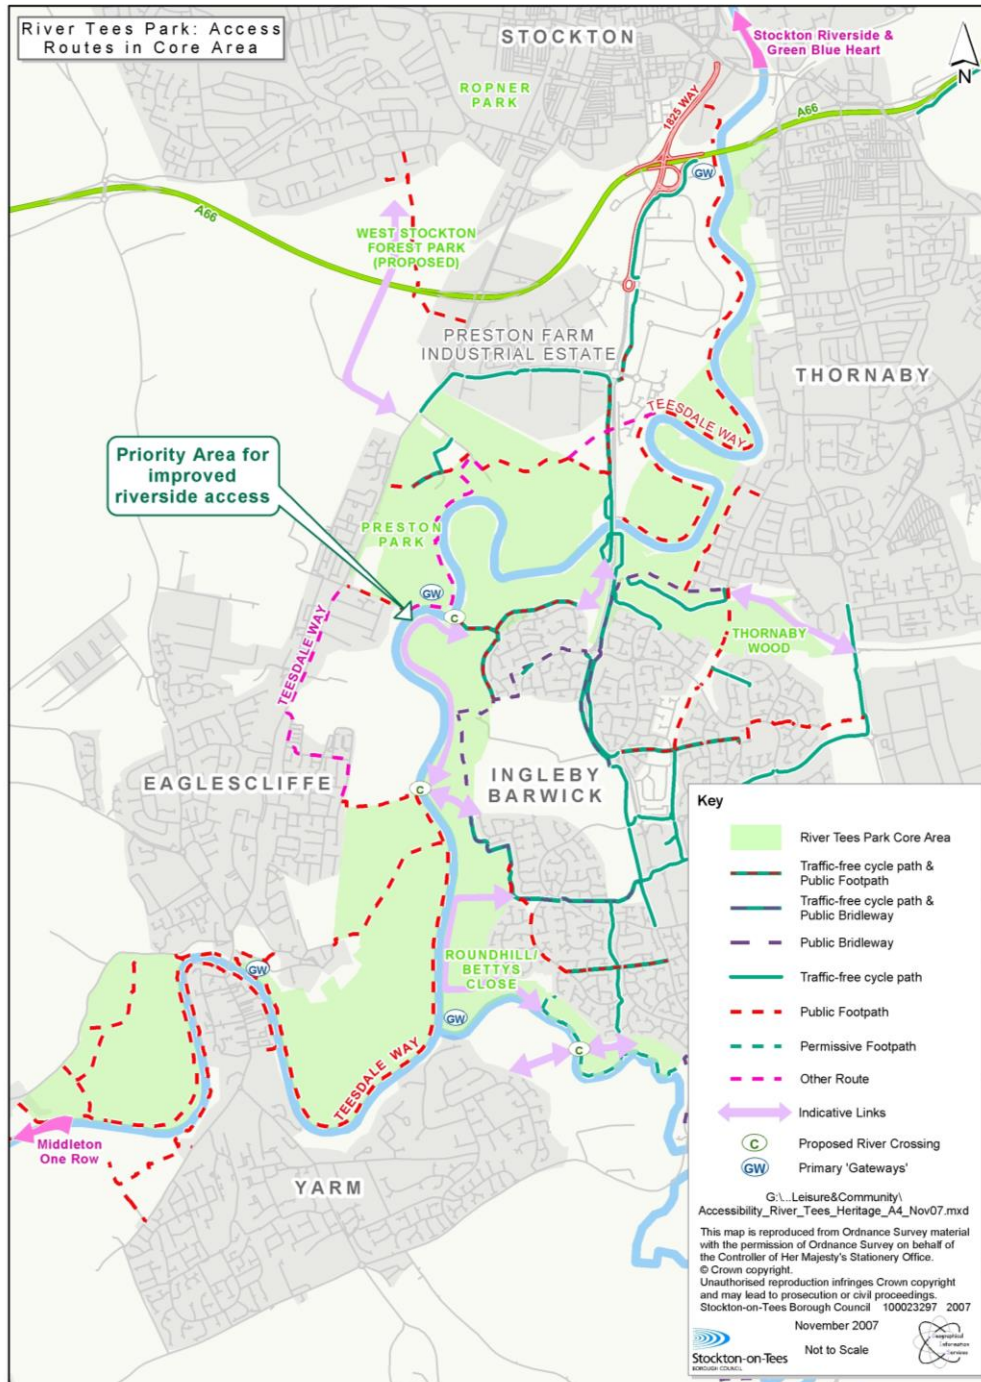 River Tees Park: Access
Routes in Core Area
STOCKTON
Stockton Riverside &
Green Blue Heart
N
ROPNER
PARK
1825 WAY
A66
GW
A66
WEST STOCKTON
FOREST PARK
(PROPOSED)
PRESTON FARM
INDUSTRIAL ESTATE
THORNABY
TEESDALE WAY
Priority Area for
improved
riverside access
PRESTON
PARK
GW
C
THORNABY
WOOD
TEESDALE WAY
EAGLESCLIFFE
C
INGLEBY
BARWICK
ROUNDHILL/
BETTYS
CLOSE
GW
GW
C
TEESDALE WAY
Middleton
One Row
YARM
Key
River Tees Park Core Area
Traffic-free cycle path &
Public Footpath
Traffic-free cycle path &
Public Bridleway
Public Bridleway
Traffic-free cycle path
Public Footpath
Permissive Footpath
Other Route
Indicative Links
C Proposed River Crossing
GW Primary 'Gateways'
G:\...Leisure&Community\
Accessibility_River_Tees_Heritage_A4_Nov07.mxd
This map is reproduced from Ordnance Survey material
with the permission of Ordnance Survey on behalf of
the Controller of Her Majesty's Stationery Office.
© Crown copyright.
Unauthorised reproduction infringes Crown copyright
and may lead to prosecution or civil proceedings.
Stockton-on-Tees Borough Council 100023297 2007
November 2007
Not to Scale
Stockton-on-Tees
BOROUGH COUNCIL
Geographical
Information
Services